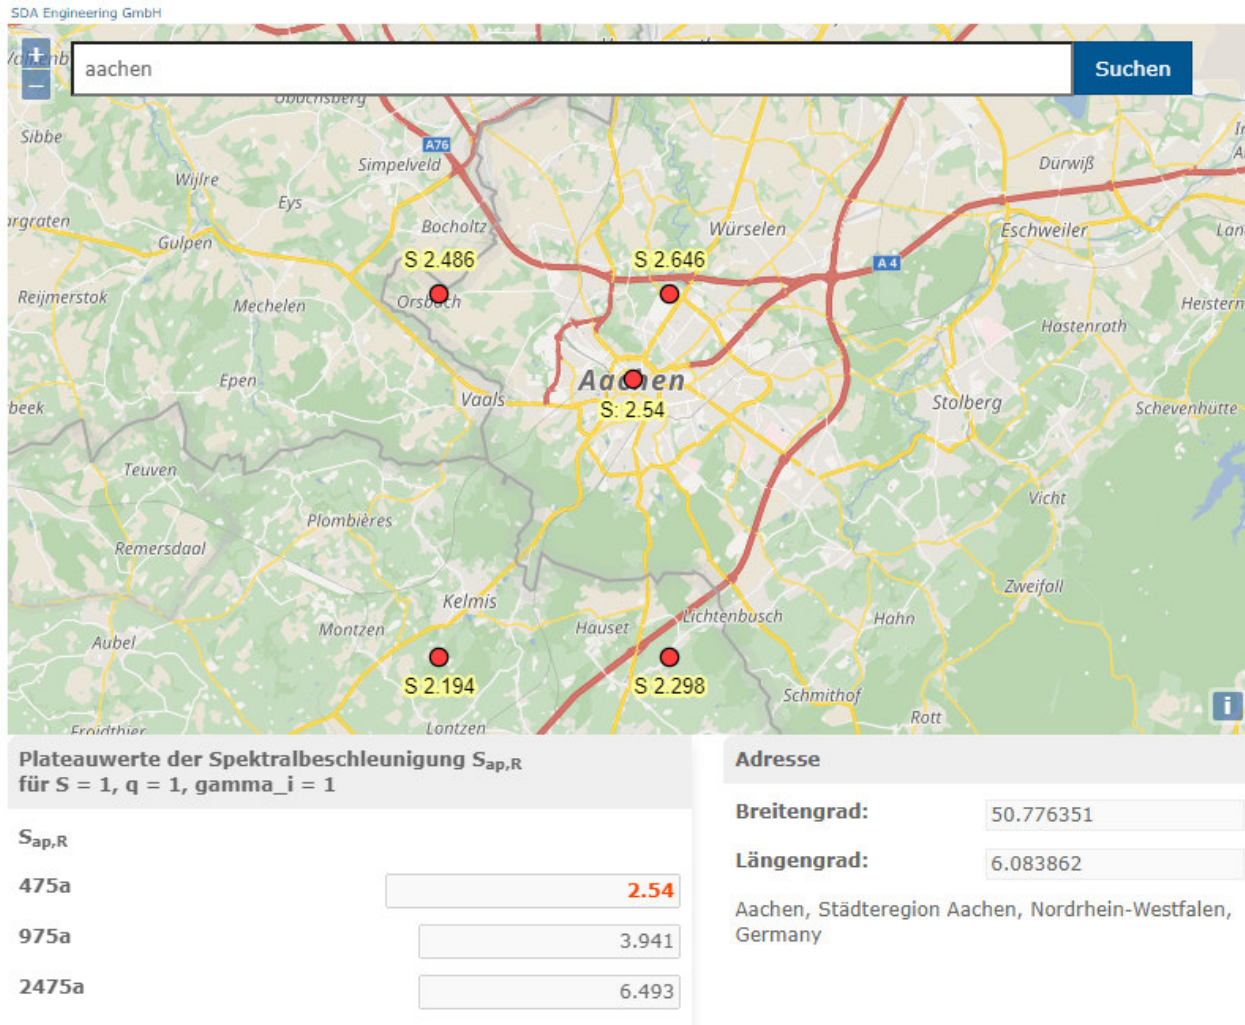 SDA Engineering GmbH
+
aachen
Suchen
−
Ubachsberg
Sibbe
A76
Simpelveld
Dürwiß
Wijlre
Eys
Bocholtz
Würselen
Eschweiler
Gulpen
S 2.486
S 2.646
A 4
Reijmerstok
Mechelen
Orsbach
Heistern
Hastenrath
Epen
Aachen
Vaals
S: 2.54
Stolberg
Schevenhütte
Teuven
Vicht
Plombières
Remersdaal
Zweifall
Kelmis
Montzen
Hauset
Lichtenbusch
Hahn
Aubel
S 2.194
S 2.298
Schmithof
Rott
i
Lontzen
Froidthier
Plateauwerte der Spektralbeschleunigung Sap,R
für S = 1, q = 1, gamma_i = 1
Adresse
Sap,R
Breitengrad: 50.776351
475a 2.54
Längengrad: 6.083862
975a 3.941
Aachen, Städteregion Aachen, Nordrhein-Westfalen,
Germany
2475a 6.493